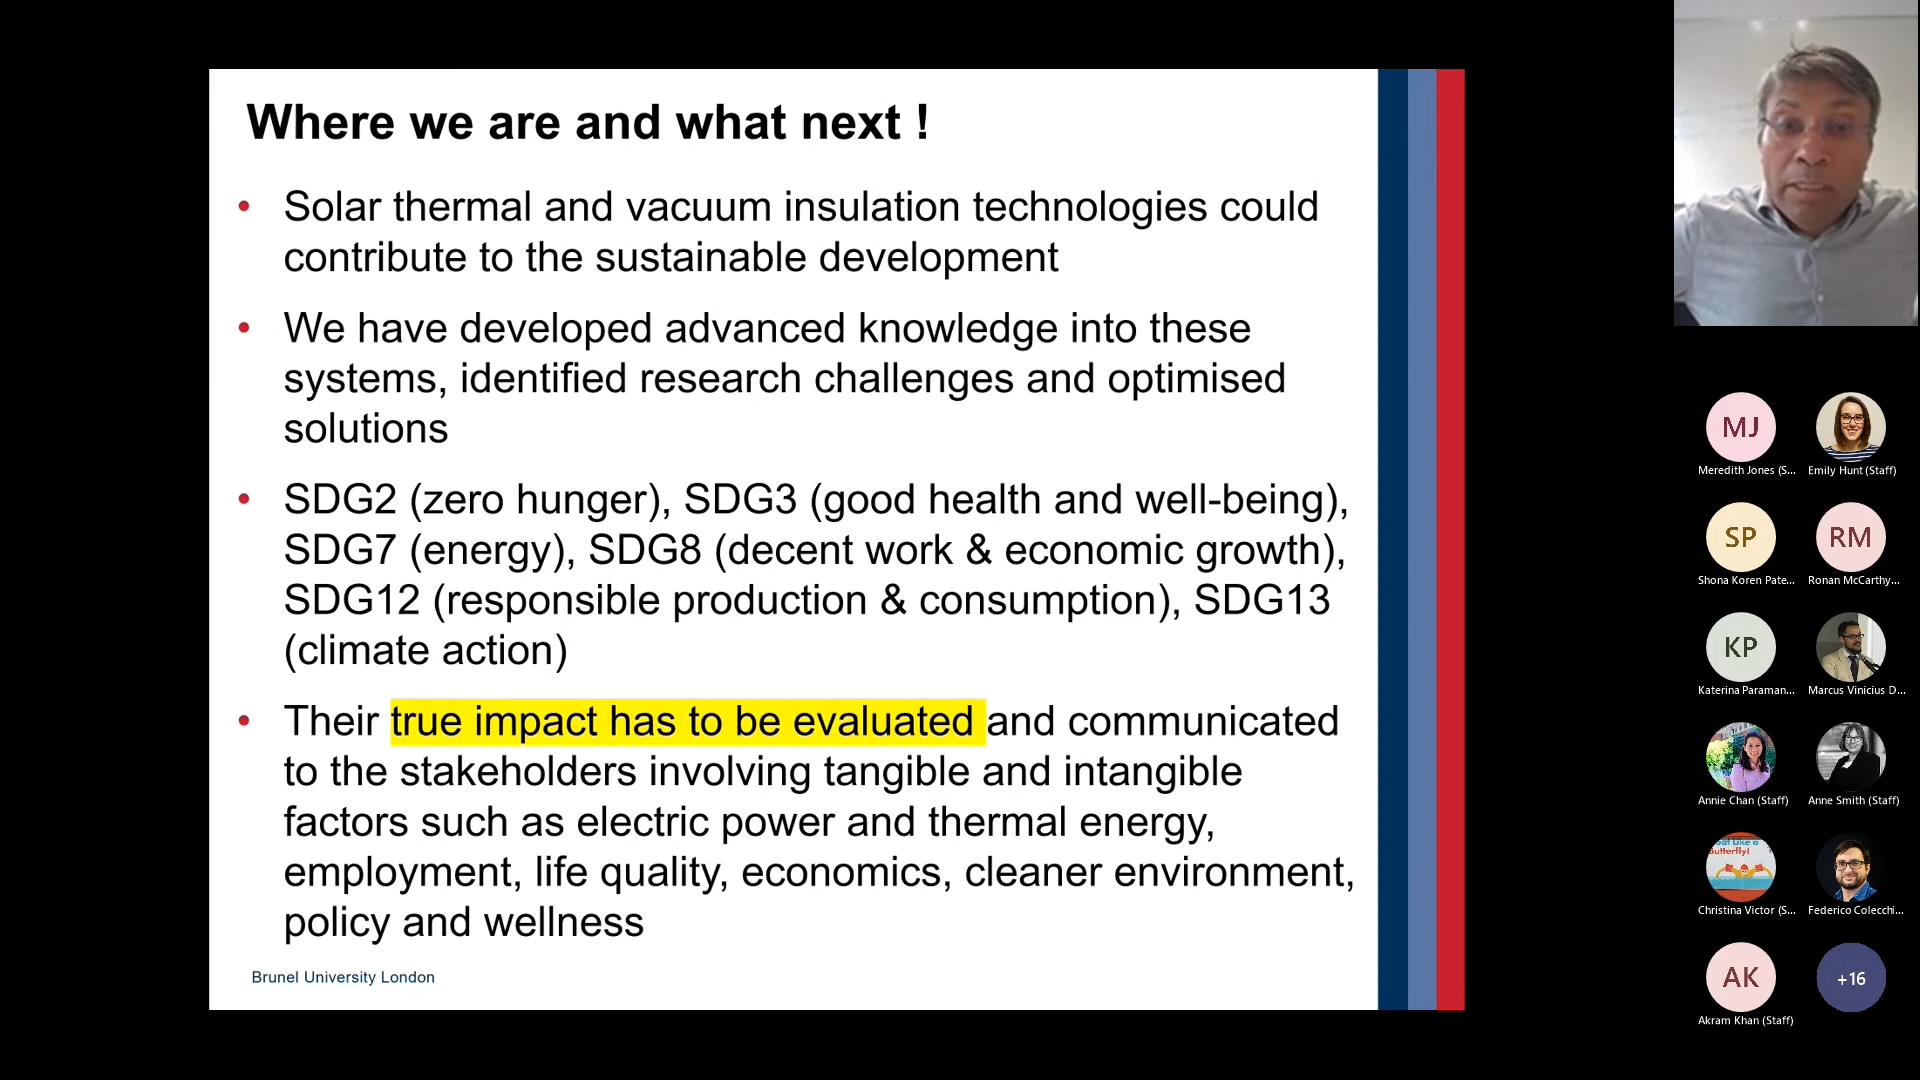 Where we are and what next !
• Solar thermal and vacuum insulation technologies could
contribute to the sustainable development
• We have developed advanced knowledge into these
systems, identified research challenges and optimised
solutions
• SDG2 (zero hunger), SDG3 (good health and well-being),
SDG7 (energy), SDG8 (decent work & economic growth),
SDG12 (responsible production & consumption), SDG13
(climate action)
• Their true impact has to be evaluated and communicated
to the stakeholders involving tangible and intangible
factors such as electric power and thermal energy,
employment, life quality, economics, cleaner environment,
policy and wellness
Brunel University London
MJ
Meredith Jones (S...
Emily Hunt (Staff)
SP
RM
Shona Koren Pate...
Ronan McCarthy...
KP
Katerina Paraman...
Marcus Vinicius D...
Annie Chan (Staff)
Anne Smith (Staff)
Like a
Butterfly!
Christina Victor (S...
Federico Colecchi...
AK
+16
Akram Khan (Staff)